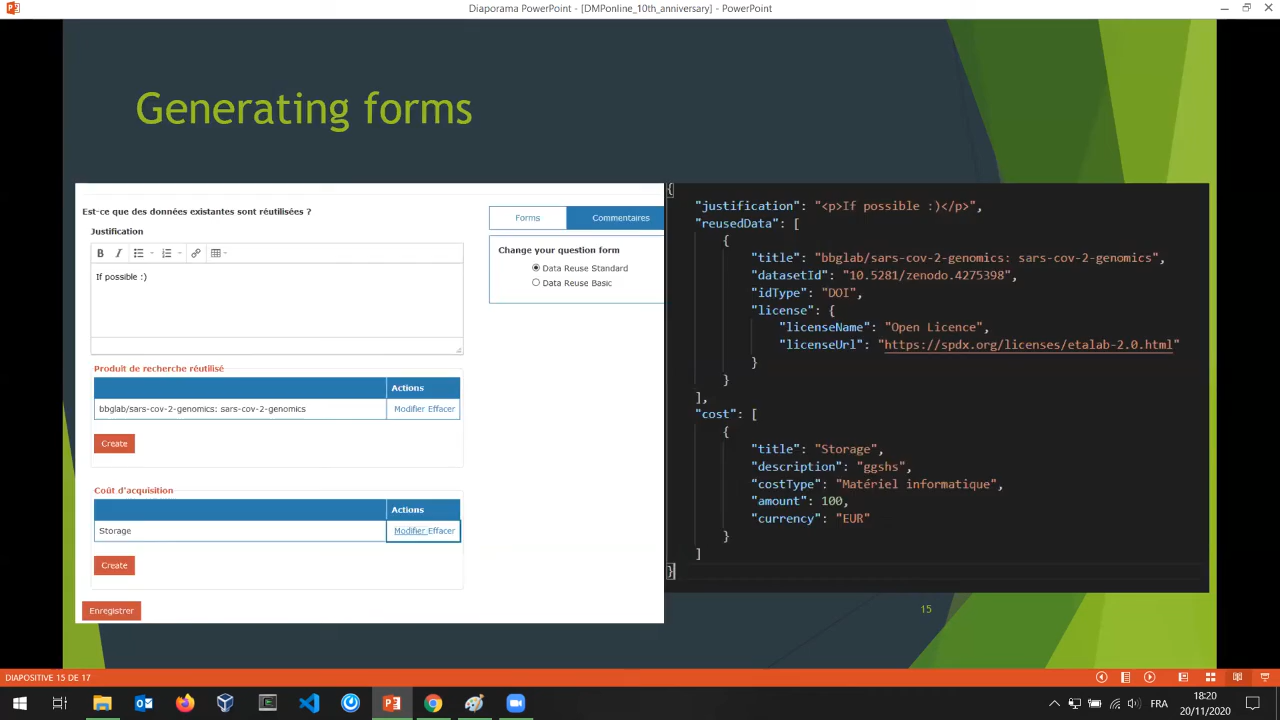 Diaporama PowerPoint - [DMPonline_10th_anniversary] - PowerPoint
Generating forms
Est-ce que des données existantes sont réutilisées ?
Justification
If possible :)
Produit de recherche réutilisé
Actions
bbglab/sars-cov-2-genomics: sars-cov-2-genomics Modifier Effacer
Create
Coût d'acquisition
Actions
Storage Modifier Effacer
Create
Enregistrer
Forms Commentaires
Change your question form
Data Reuse Standard
Data Reuse Basic
{
"justification": "<p>If possible :)</p>",
"reusedData": [
{
"title": "bbglab/sars-cov-2-genomics: sars-cov-2-genomics",
"datasetId": "10.5281/zenodo.4275398",
"idType": "DOI",
"license": {
"licenseName": "Open Licence",
"licenseUrl": "https://spdx.org/licenses/etalab-2.0.html"
}
}
],
"cost": [
{
"title": "Storage",
"description": "ggshs",
"costType": "Matériel informatique",
"amount": 100,
"currency": "EUR"
}
]
}
15
DIAPOSITIVE 15 DE 17
FRA
18:20
20/11/2020